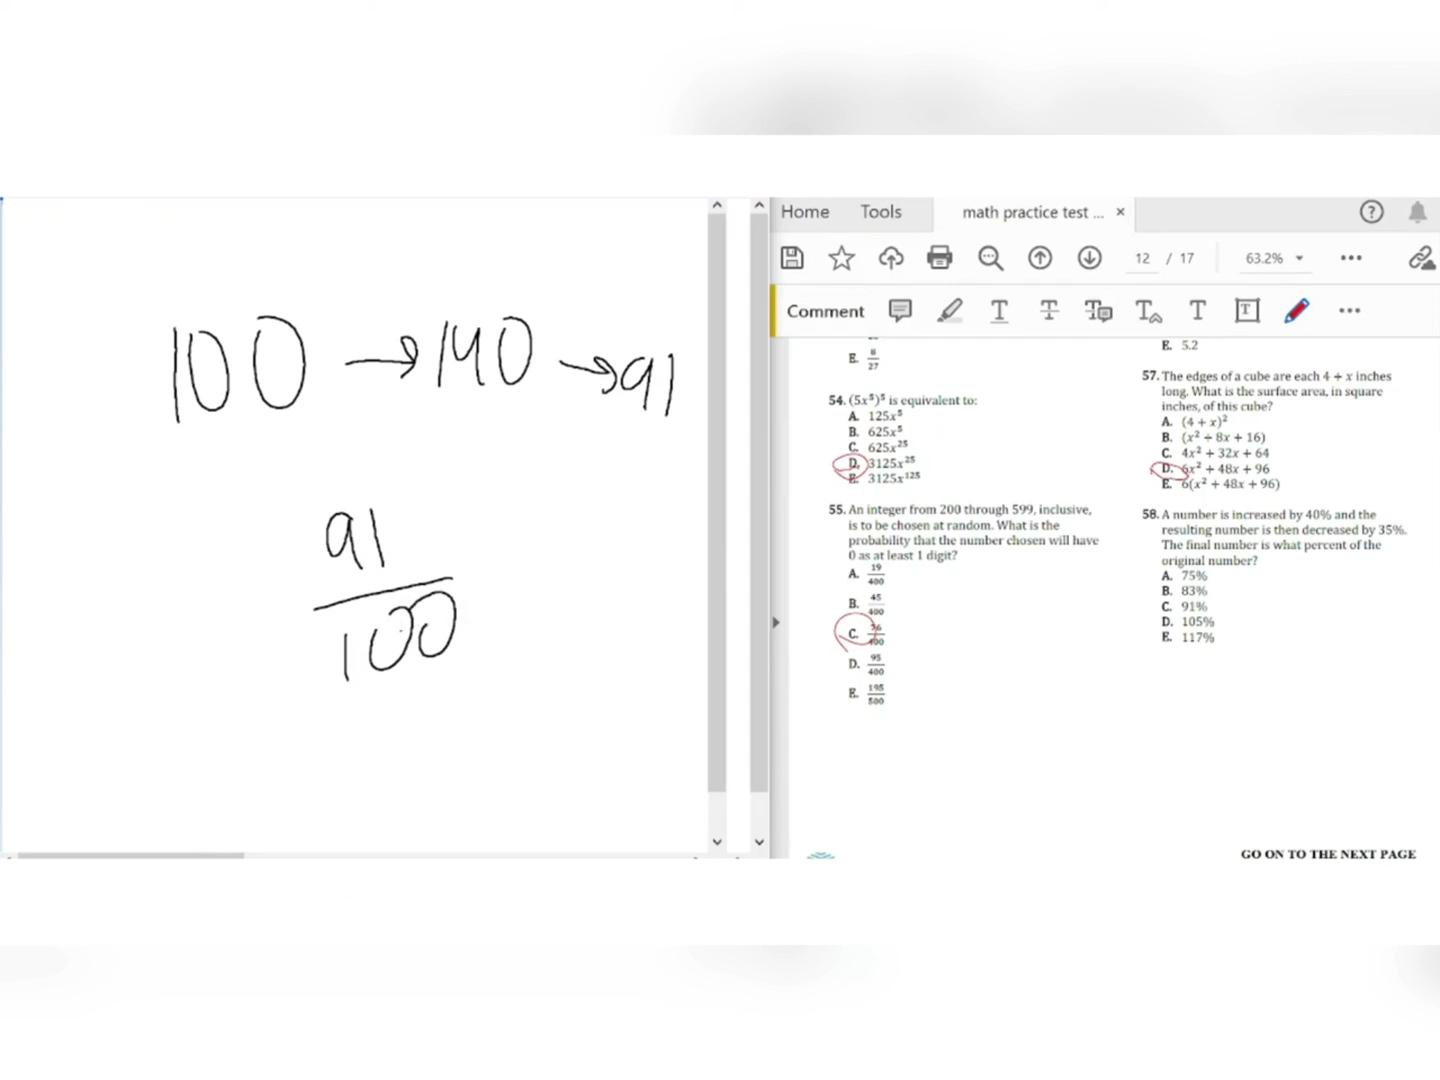 100 → 140 → 91
91
100
Home Tools math practice test ... ×
12 / 17 63.2%
Comment
E. 8/27
54. (5x⁵)⁵ is equivalent to:
A. 125x⁵
B. 625x⁵
C. 625x²⁵
D. 3125x²⁵
E. 3125x¹²⁵
55. An integer from 200 through 599, inclusive,
is to be chosen at random. What is the
probability that the number chosen will have
0 as at least 1 digit?
A. 19/400
B. 45/400
C. /400
D. 95/400
E. 195/500
E. 5.2
57. The edges of a cube are each 4 + x inches
long. What is the surface area, in square
inches, of this cube?
A. (4 + x)²
B. (x² + 8x + 16)
C. 4x² + 32x + 64
D. 6x² + 48x + 96
E. 6(x² + 48x + 96)
58. A number is increased by 40% and the
resulting number is then decreased by 35%.
The final number is what percent of the
original number?
A. 75%
B. 83%
C. 91%
D. 105%
E. 117%
GO ON TO THE NEXT PAGE